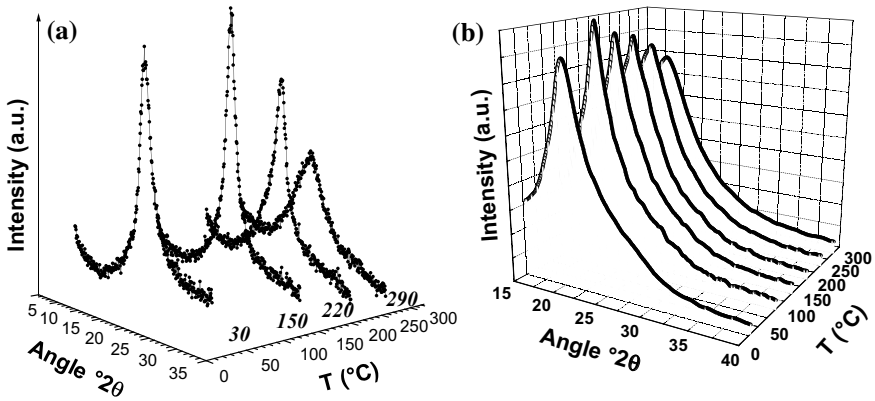 (a)
Intensity (a.u.)
5 10 15 20 25 30 35
Angle °2θ
30 150 220 290
0 50 100 150 200 250 300
T (°C)
(b)
Intensity (a.u.)
15 20 25 30 35 40
Angle °2θ
0 50 100 150 200 250 300
T (°C)